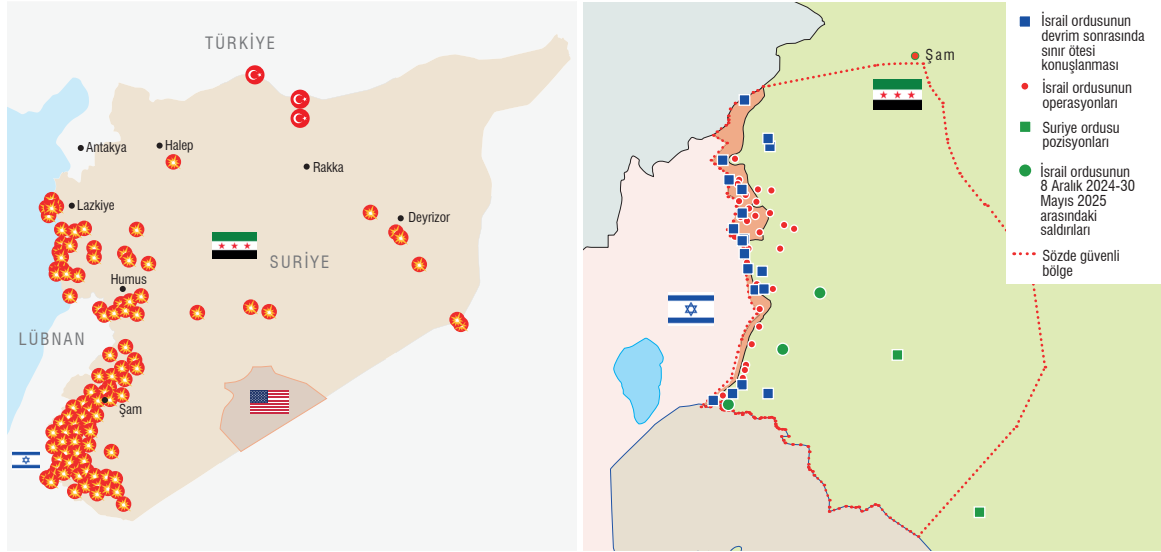 TÜRKİYE
Antakya
Halep
Rakka
Lazkiye
Deyrizor
SURİYE
Humus
LÜBNAN
Şam
Şam
İsrail ordusunun
devrim sonrasında
sınır ötesi
konuşlanması
İsrail ordusunun
operasyonları
Suriye ordusu
pozisyonları
İsrail ordusunun
8 Aralık 2024-30
Mayıs 2025
arasındaki
saldırıları
Sözde güvenli
bölge